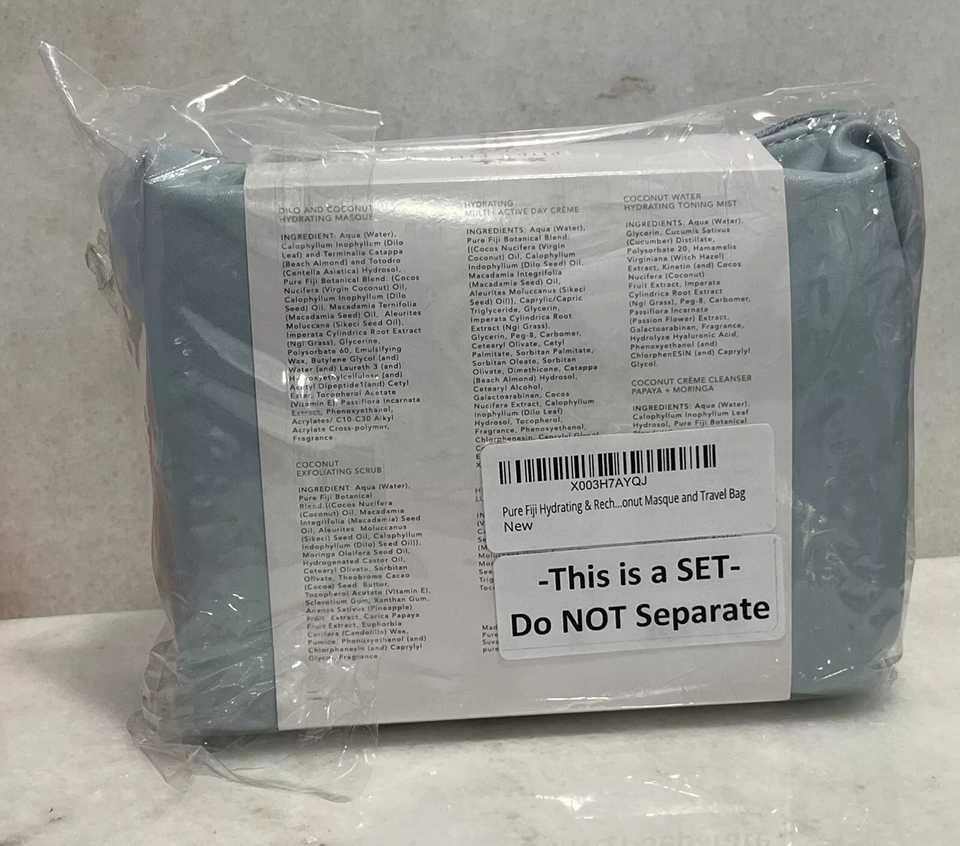 DILO AND COCONUT
HYDRATING MASQUE
INGREDIENT: Aqua (Water),
Calophyllum Inophyllum (Dilo
Leaf) and Terminalia Catappa
(Beach Almond) and Totodro
(Centella Asiatica) Hydrosol,
Pure Fiji Botanical Blend: (Cocos
Nucifera (Virgin Coconut) Oil,
Calophyllum Inophyllum (Dilo
Seed) Oil, Macadamia Ternifolia
(Macadamia Seed) Oil, Aleurites
Moluccana (Sikeci Seed Oil),
Imperate Cylindrica Root Extract
(Ngi Grass), Glycerine,
Polysorbate 60, Emulsifying
Wax, Butylene Glycol (and)
Water (and) Laureth 3 (and)
Hydroxyethylcellulose (and)
Acetyl Dipeptide1(and) Cetyl
Ester, Tocopherol Acetate
(Vitamin E), Passiflora Incarnata
Extract, Phenoxyethanol,
Acrylates/ C10-C30 Alkyl
Acrylate Cross-polymer,
Fragrance.
COCONUT
EXFOLIATING SCRUB
INGREDIENT: Aqua (Water),
Pure Fiji Botanical
Blend:((Cocos Nucifera
(Coconut) Oil, Macadamia
Integrifolia (Macadamia) Seed
Oil, Aleurites Moluccanus
(Sikeci) Seed Oil, Calophyllum
Indophyllum (Dilo) Seed Oil)),
Moringa Oleifera Seed Oil,
Hydrogenated Castor Oil,
Cetearyl Olivate, Sorbitan
Olivate, Theobroma Cacao
(Cocoa) Seed Butter,
Tocopherol Acetate (Vitamin E),
Sclerotium Gum, Xanthan Gum,
Ananas Sativus (Pineapple)
Fruit Extract, Carica Papaya
Fruit Extract, Euphorbia
Cerifera (Candelilla) Wax,
Pumice, Phenoxyethanol (and)
Chlorphenesin (and) Caprylyl
Glycol, Fragrance.
HYDRATING
MULTI-ACTIVE DAY CRÈME
INGREDIENTS: Aqua (Water),
Pure Fiji Botanical Blend:
((Cocos Nucifera (Virgin
Coconut) Oil, Calophyllum
Indophyllum (Dilo Seed) Oil,
Macadamia Integrifolia
(Macadamia Seed) Oil,
Aleurites Moluccanus (Sikeci
Seed) Oil)), Caprylic/Capric
Triglyceride, Glycerin,
Imperata Cylindrica Root
Extract (Ngi Grass),
Glycerin, Peg-8, Carbomer,
Cetearyl Olivate, Cetyl
Palmitate, Sorbitan Palmitate,
Sorbitan Oleate, Sorbitan
Olivate, Dimethicone, Catappa
(Beach Almond) Hydrosol,
Cetearyl Alcohol,
Galactoarabinan, Cocos
Nucifera Extract, Calophyllum
Inophyllum (Dilo Leaf)
Hydrosol, Tocopherol,
Fragrance, Phenoxyethanol,
Chlorphenesin, Caprylyl Glycol
COCONUT WATER
HYDRATING TONING MIST
INGREDIENTS: Aqua (Water),
Glycerin, Cucumis Sativus
(Cucumber) Distillate,
Polysorbate 20, Hamamelis
Virginiana (Witch Hazel)
Extract, Kinetin (and) Cocos
Nucifera (Coconut)
Fruit Extract, Imperata
Cylindrica Root Extract
(Ngi Grass), Peg-8, Carbomer,
Passiflora Incarnata
(Passion Flower) Extract,
Galactoarabinan, Fragrance,
Hydrolyze Hyaluronic Acid,
Phenoxyethanol (and)
ChlorphenESIN (and) Caprylyl
Glycol.
COCONUT CRÈME CLEANSER
PAPAYA + MORINGA
INGREDIENTS: Aqua (Water),
Calophyllum Inophyllum Leaf
Hydrosol, Pure Fiji Botanical
X003H7AYQJ
Pure Fiji Hydrating & Rech...onut Masque and Travel Bag
New
-This is a SET-
Do NOT Separate